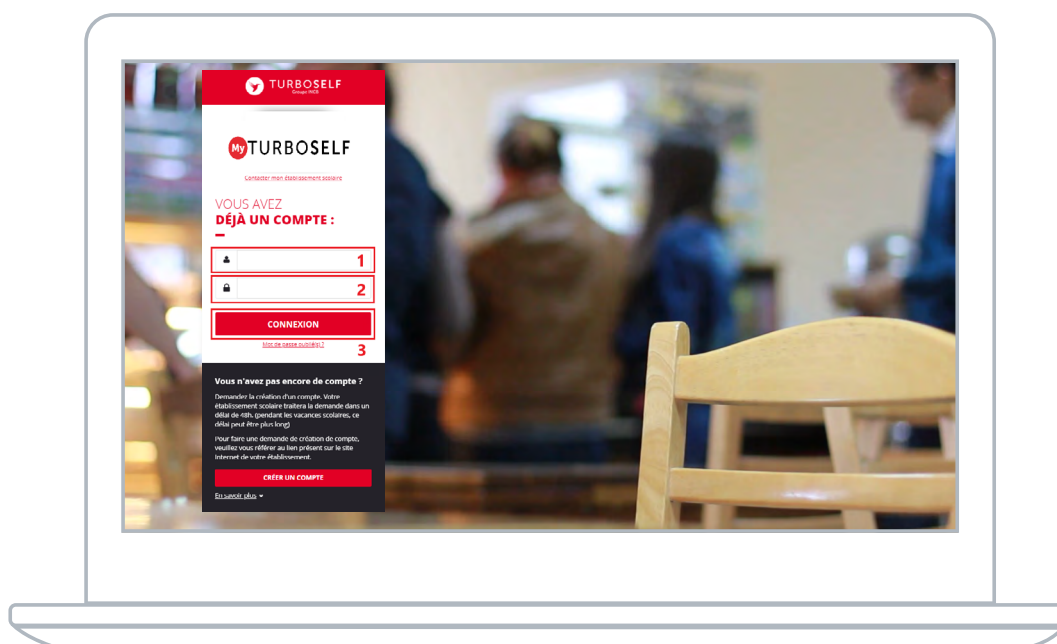 TURBOSELF
Groupe HICB
My TURBOSELF
Contacter mon établissement scolaire
VOUS AVEZ
DÉJÀ UN COMPTE :
1
2
CONNEXION
Mot de passe oublié(s) ?
3
Vous n'avez pas encore de compte ?
Demander la création d'un compte. Votre
établissement scolaire traitera la demande dans un
délai de 48h. (pendant les vacances scolaires, ce
délai peut être plus long)
Pour faire une demande de création de compte,
veuillez vous référer au lien présent sur le site
Internet de votre établissement.
CRÉER UN COMPTE
En savoir plus